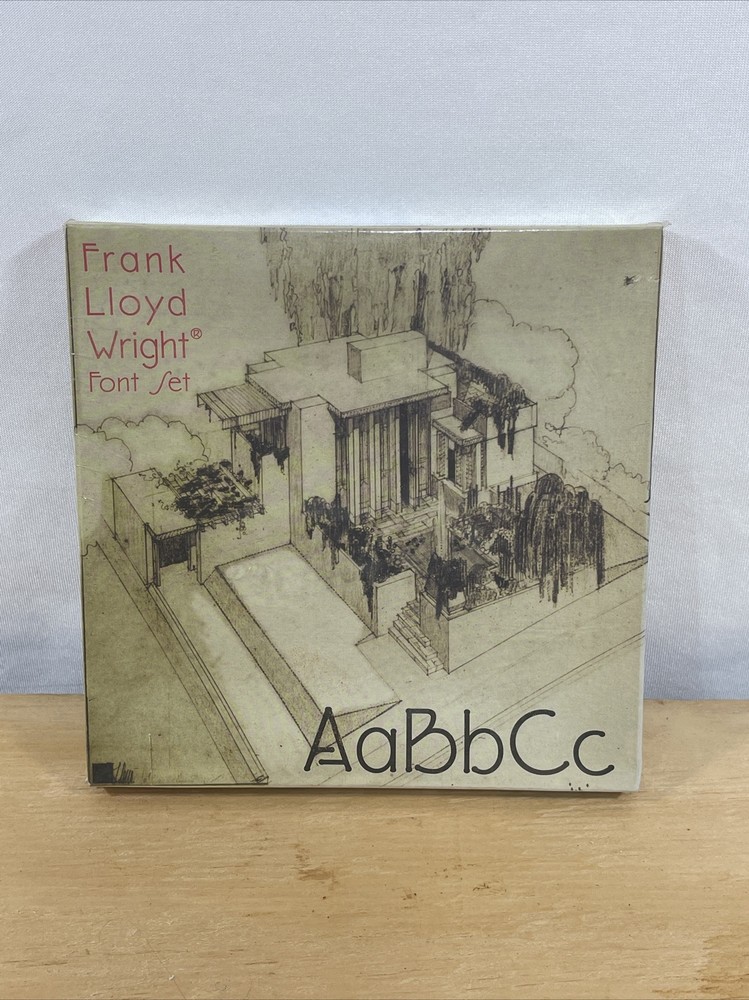 Frank
Lloyd
Wright®
Font Set
AaBbCc